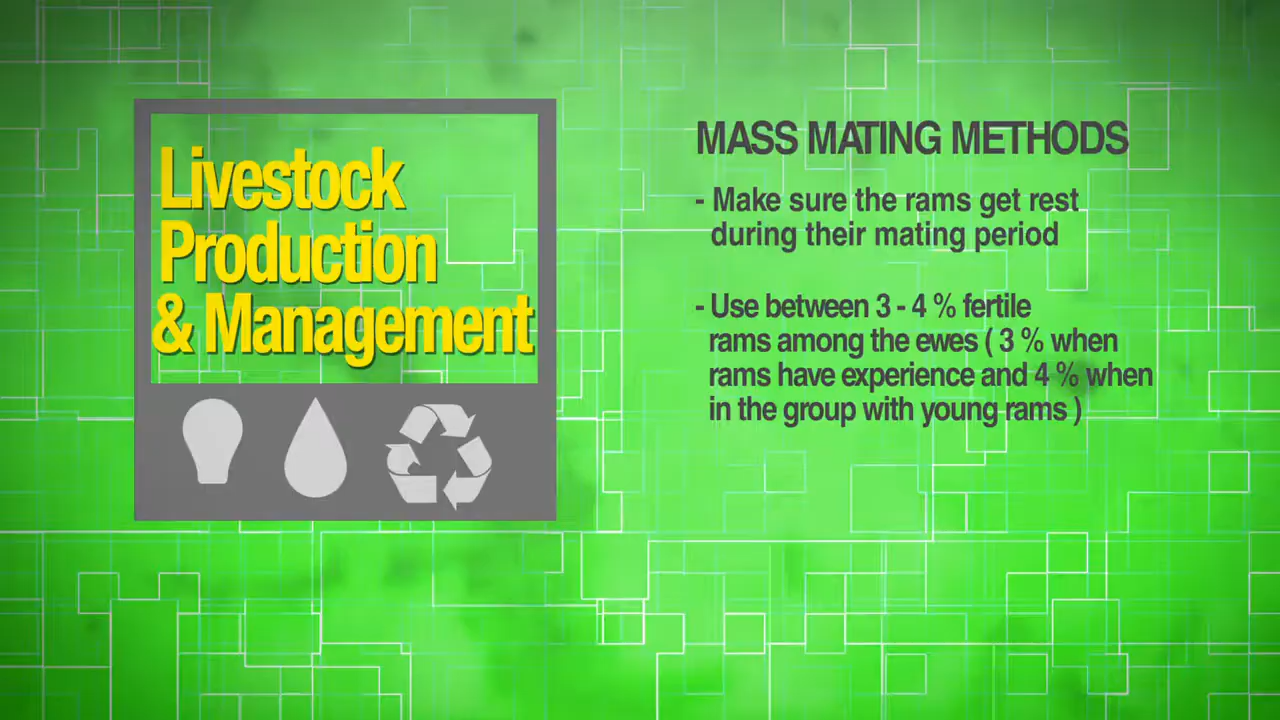 Livestock
Production
& Management
MASS MATING METHODS
- Make sure the rams get rest
during their mating period
- Use between 3 - 4 % fertile
rams among the ewes ( 3 % when
rams have experience and 4 % when
in the group with young rams )